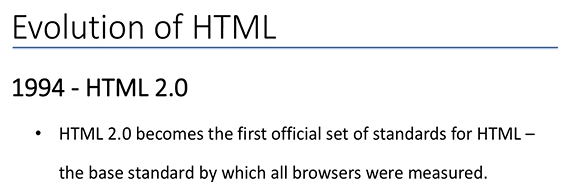 Evolution of HTML
1994 - HTML 2.0
• HTML 2.0 becomes the first official set of standards for HTML –
the base standard by which all browsers were measured.